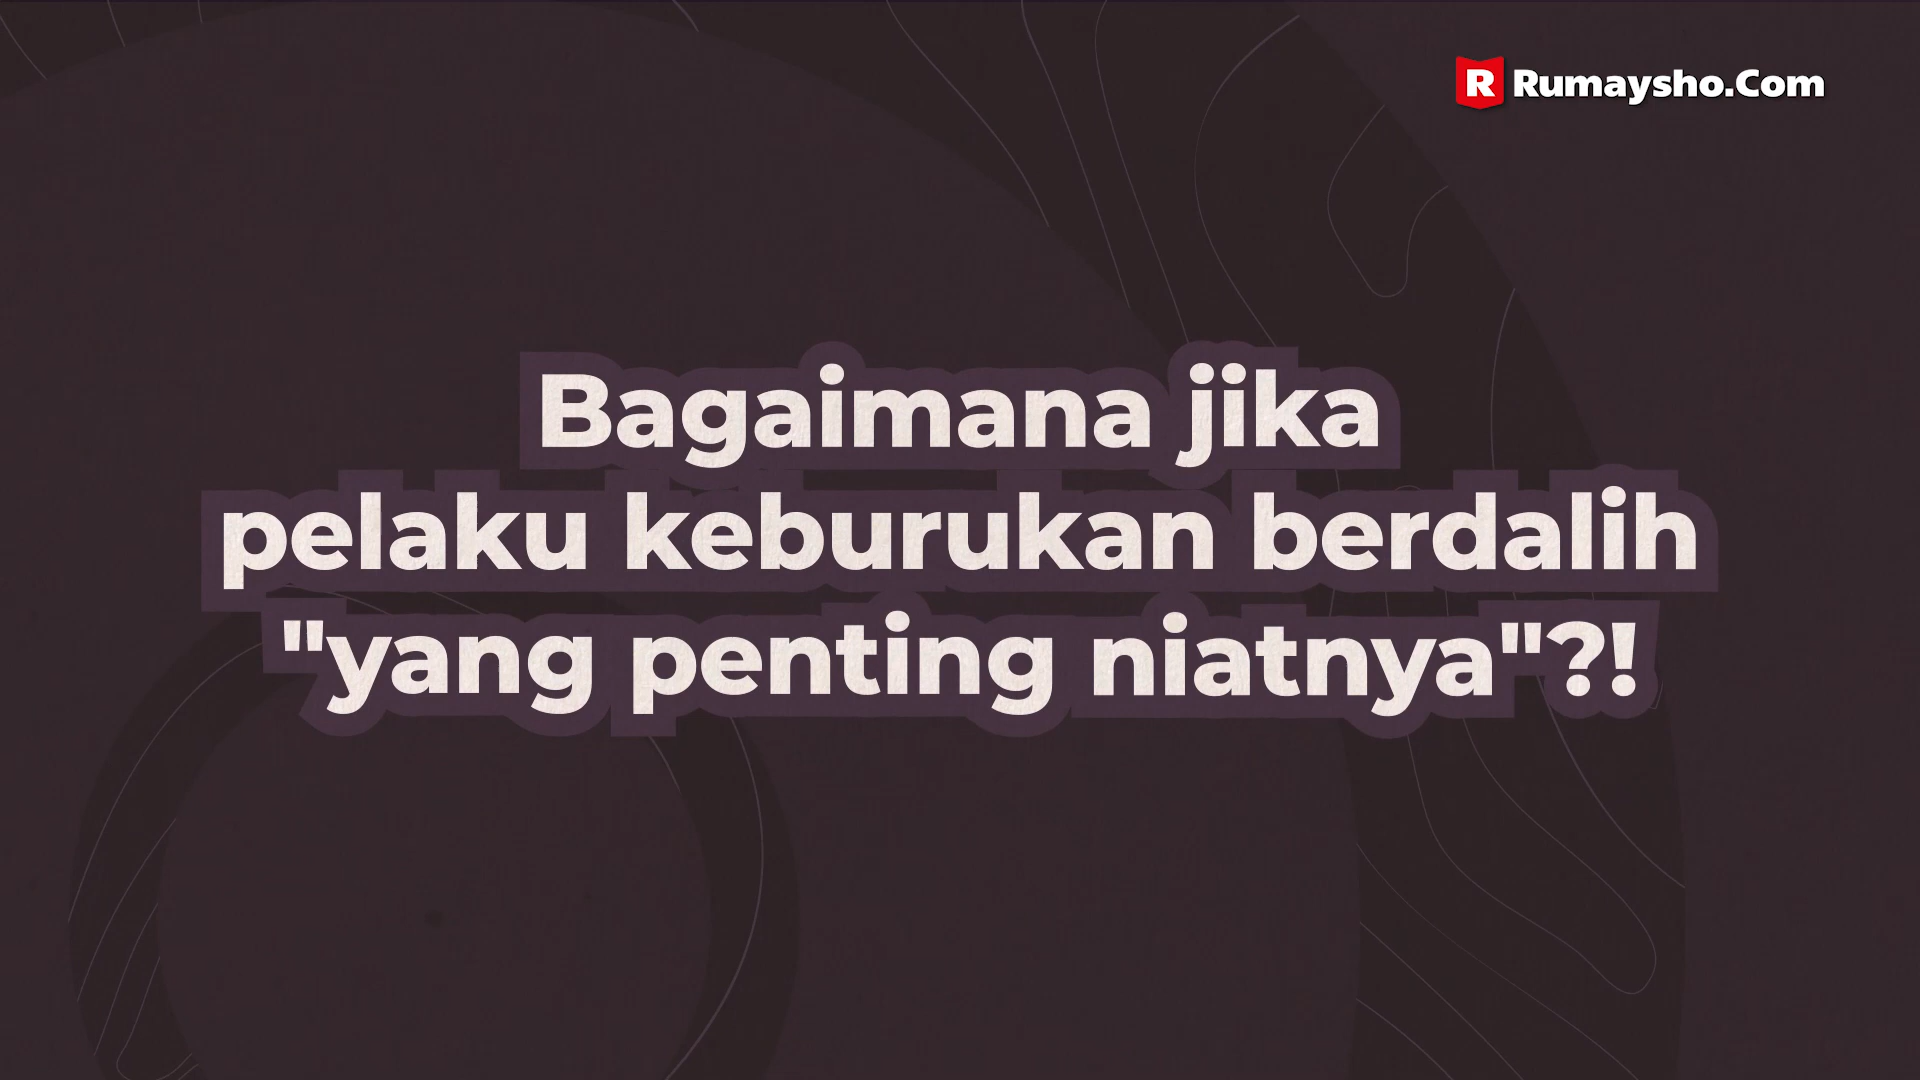 R Rumaysho.Com
Bagaimana jika
pelaku keburukan berdalih
"yang penting niatnya"?!